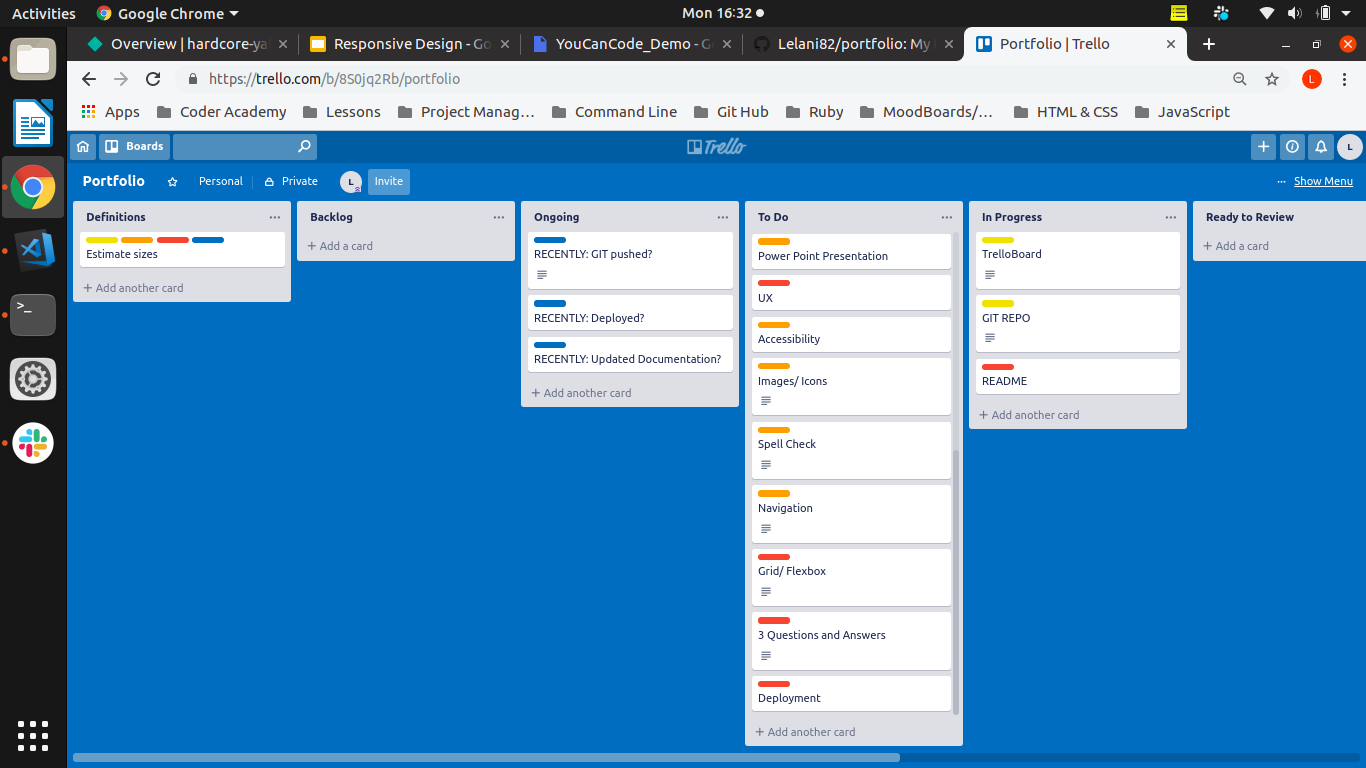 Activities
Google Chrome
Mon 16:32
Overview | hardcore-ya
Responsive Design - Go
YouCanCode_Demo - G
Lelani82/portfolio: My
Portfolio | Trello
https://trello.com/b/8S0jq2Rb/portfolio
L
Apps
Coder Academy
Lessons
Project Manag…
Command Line
Git Hub
Ruby
MoodBoards/…
HTML & CSS
JavaScript
Boards
Trello
L
Portfolio
Personal
Private
L
Invite
Show Menu
Definitions
Estimate sizes
+ Add another card
Backlog
+ Add a card
Ongoing
RECENTLY: GIT pushed?
RECENTLY: Deployed?
RECENTLY: Updated Documentation?
+ Add another card
To Do
Power Point Presentation
UX
Accessibility
Images/ Icons
Spell Check
Navigation
Grid/ Flexbox
3 Questions and Answers
Deployment
+ Add another card
In Progress
TrelloBoard
GIT REPO
README
+ Add another card
Ready to Review
+ Add a card